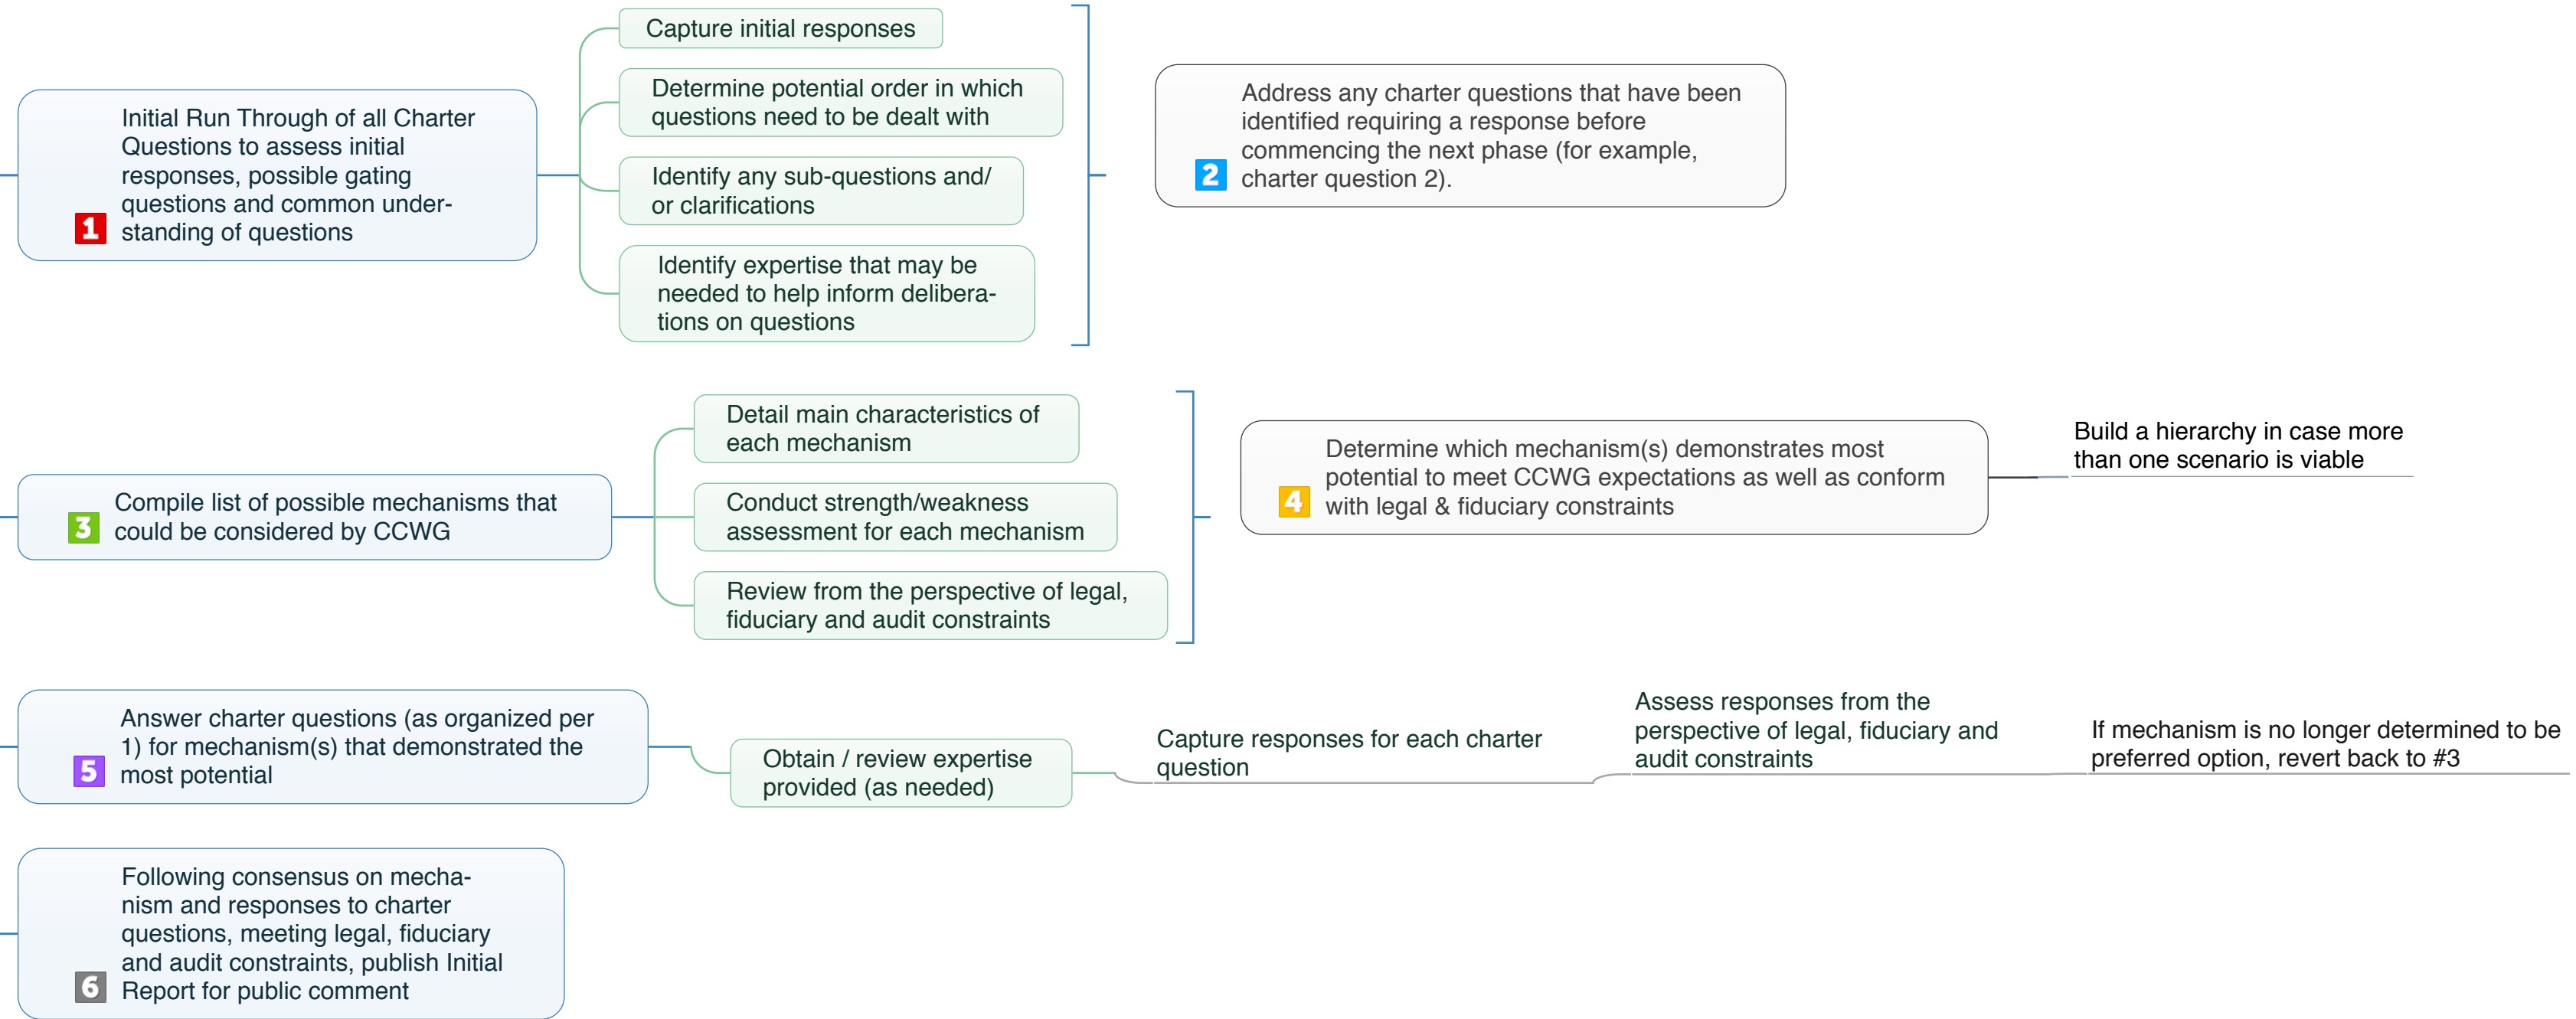 Initial Run Through of all Charter
Questions to assess initial
responses, possible gating
questions and common under-
standing of questions
1
Capture initial responses
Determine potential order in which
questions need to be dealt with
Identify any sub-questions and/
or clarifications
Identify expertise that may be
needed to help inform delibera-
tions on questions
Address any charter questions that have been
identified requiring a response before
commencing the next phase (for example,
charter question 2).
2
Compile list of possible mechanisms that
could be considered by CCWG
3
Detail main characteristics of
each mechanism
Conduct strength/weakness
assessment for each mechanism
Review from the perspective of legal,
fiduciary and audit constraints
Determine which mechanism(s) demonstrates most
potential to meet CCWG expectations as well as conform
with legal & fiduciary constraints
4
Build a hierarchy in case more
than one scenario is viable
Answer charter questions (as organized per
1) for mechanism(s) that demonstrated the
most potential
5
Obtain / review expertise
provided (as needed)
Capture responses for each charter
question
Assess responses from the
perspective of legal, fiduciary and
audit constraints
If mechanism is no longer determined to be
preferred option, revert back to #3
Following consensus on mecha-
nism and responses to charter
questions, meeting legal, fiduciary
and audit constraints, publish Initial
Report for public comment
6